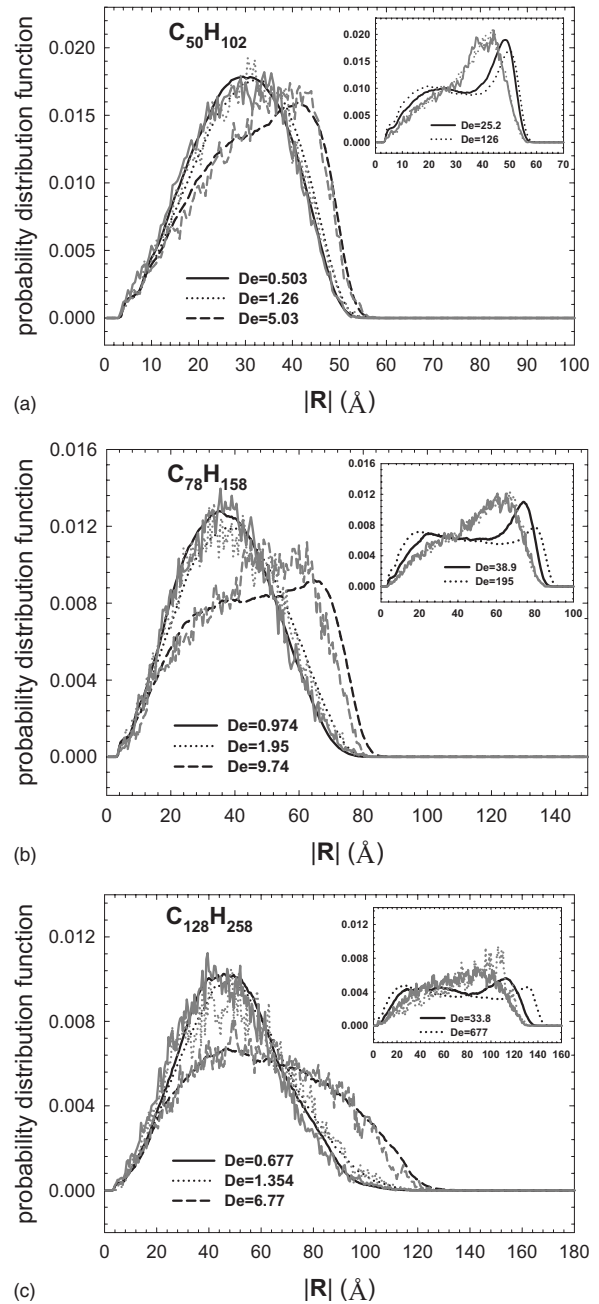 C50H102
probability distribution function
0.020
0.015
0.010
0.005
0.000
0 10 20 30 40 50 60 70 80 90 100
|R| (Å)
De=0.503
De=1.26
De=5.03
0.020
0.015
0.010
0.005
0.000
0 10 20 30 40 50 60 70
De=25.2
De=126
(a)
C78H158
probability distribution function
0.016
0.012
0.008
0.004
0.000
0 20 40 60 80 100 120 140
|R| (Å)
De=0.974
De=1.95
De=9.74
0.016
0.012
0.008
0.004
0.000
0 20 40 60 80 100
De=38.9
De=195
(b)
C128H258
probability distribution function
0.012
0.008
0.004
0.000
0 20 40 60 80 100 120 140 160 180
|R| (Å)
De=0.677
De=1.354
De=6.77
0.012
0.008
0.004
0.000
0 20 40 60 80 100 120 140 160
De=33.8
De=677
(c)